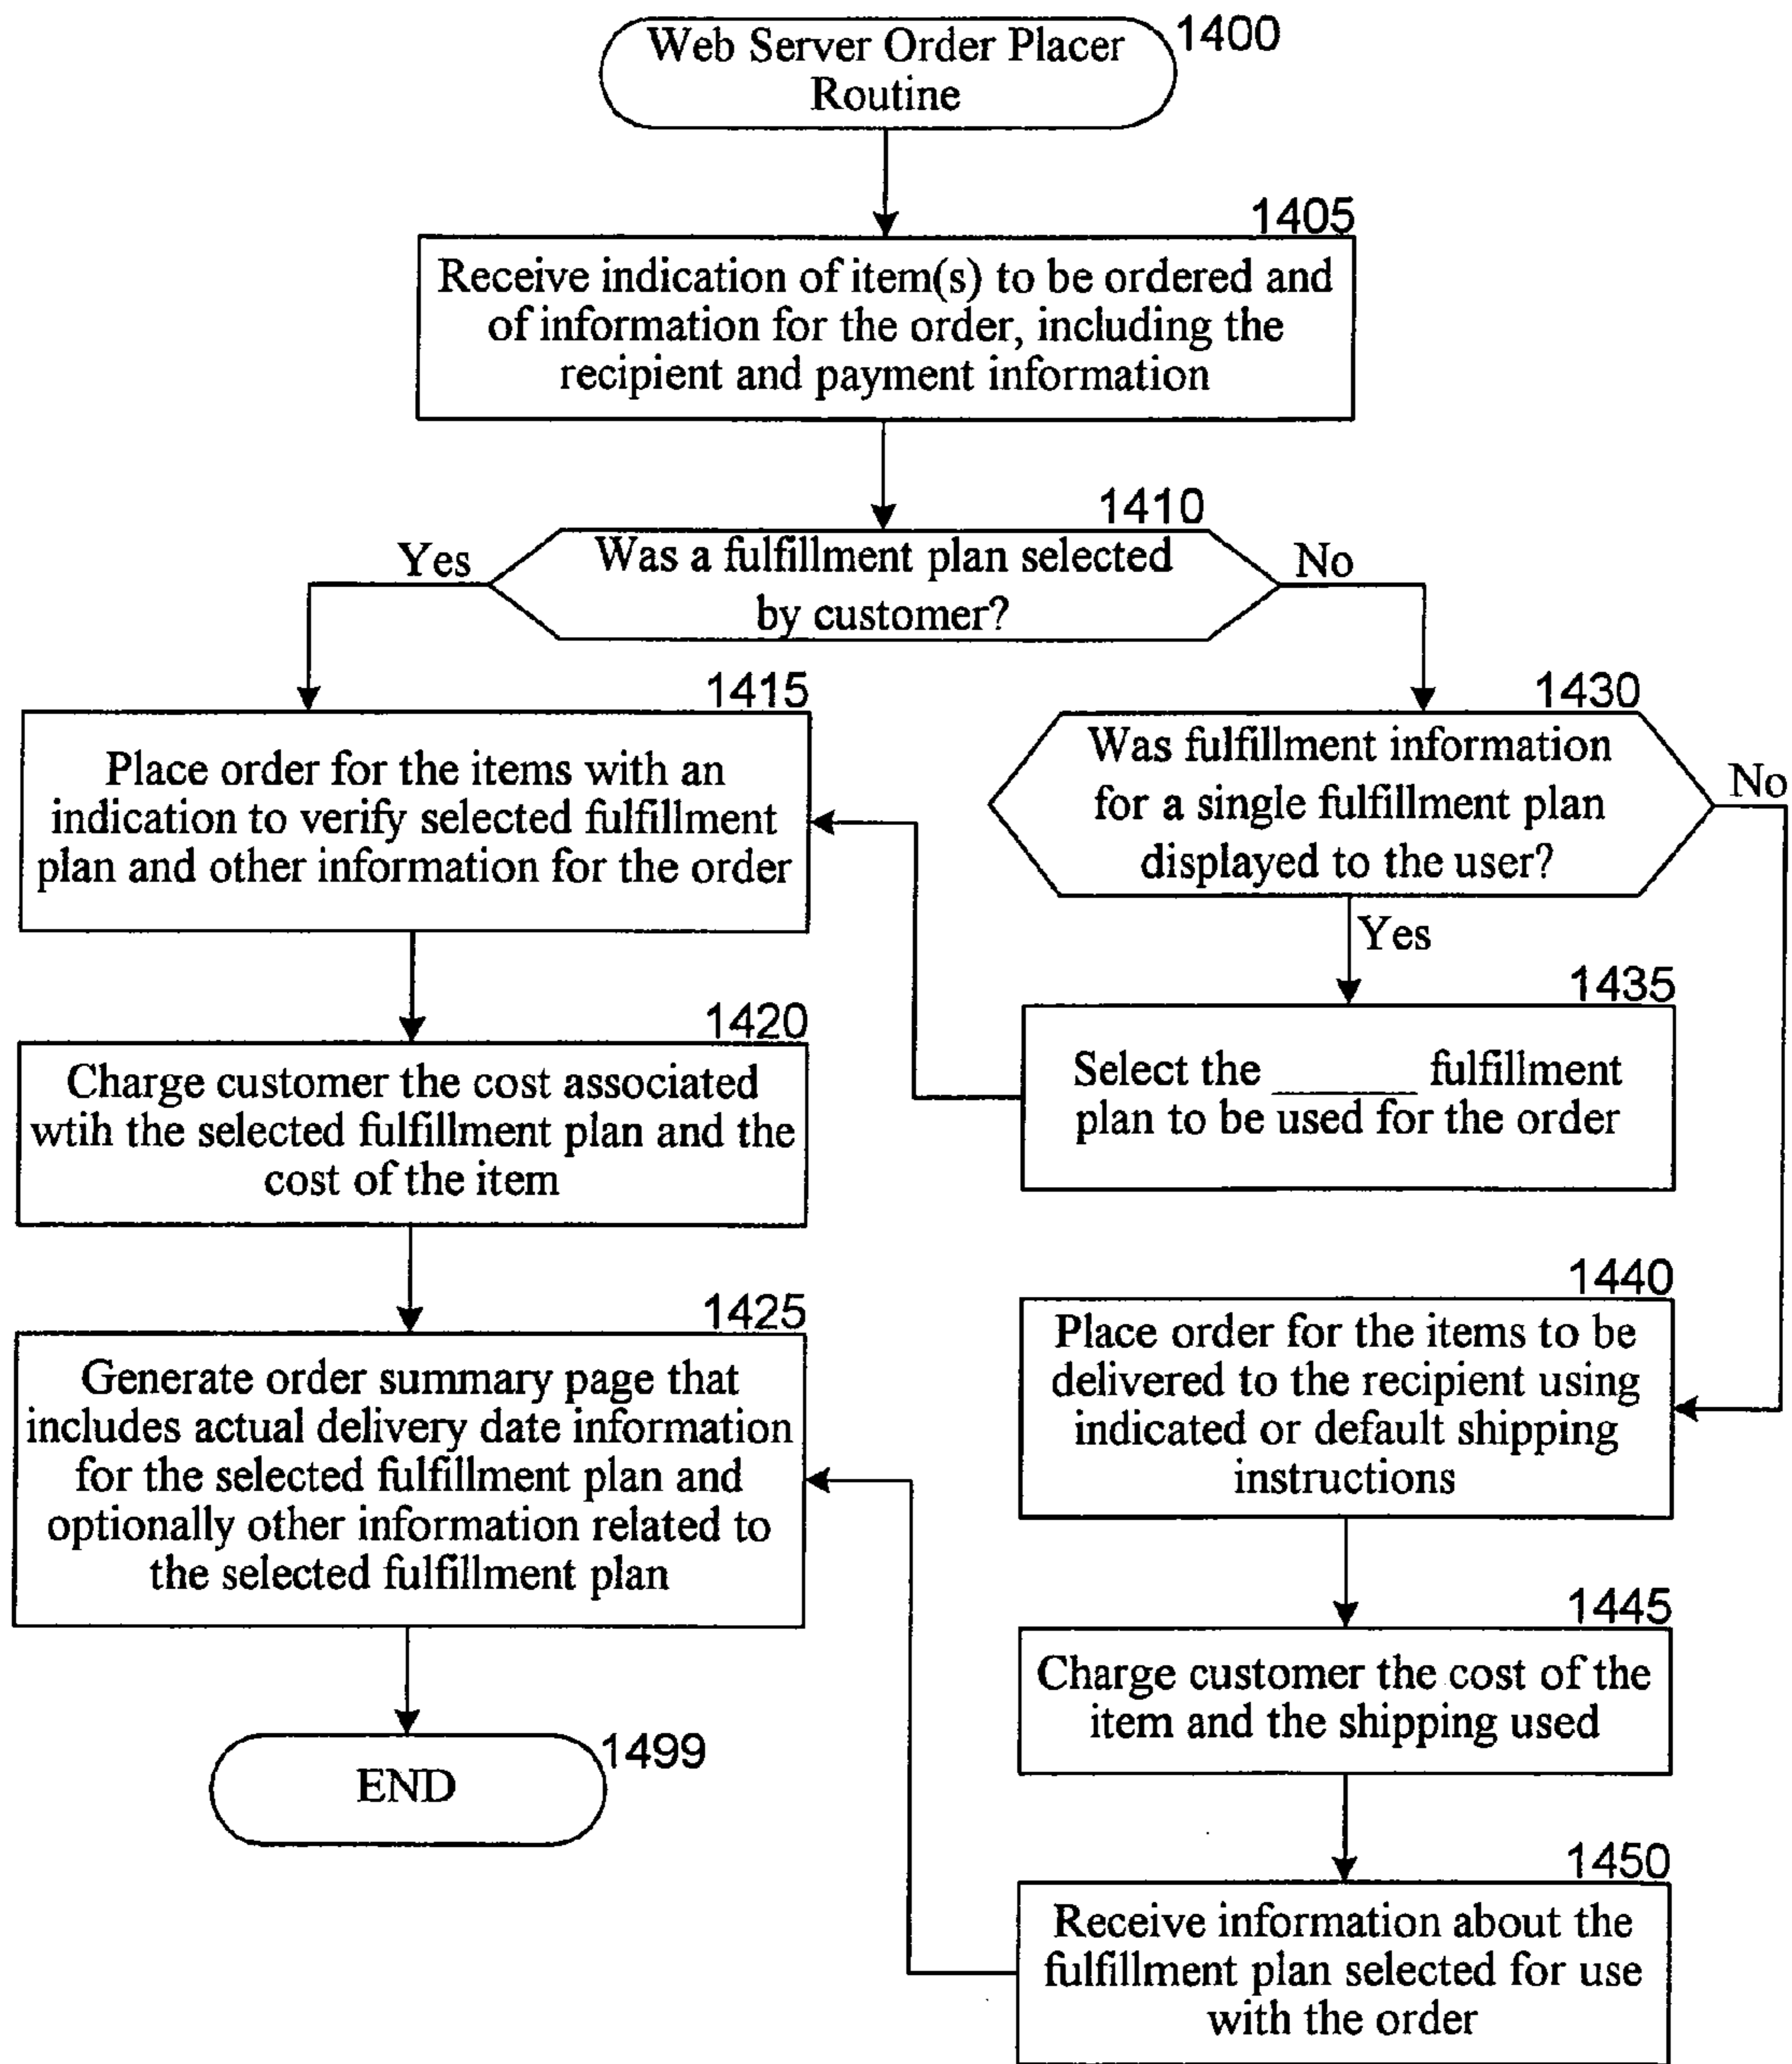 Web Server Order Placer
Routine
1400
1405
Receive indication of item(s) to be ordered and
of information for the order, including the
recipient and payment information
1410
Was a fulfillment plan selected
by customer?
Yes
No
1415
Place order for the items with an
indication to verify selected fulfillment
plan and other information for the order
1430
Was fulfillment information
for a single fulfillment plan
displayed to the user?
No
Yes
1435
Select the ______ fulfillment
plan to be used for the order
1420
Charge customer the cost associated
wtih the selected fulfillment plan and the
cost of the item
1425
Generate order summary page that
includes actual delivery date information
for the selected fulfillment plan and
optionally other information related to
the selected fulfillment plan
1440
Place order for the items to be
delivered to the recipient using
indicated or default shipping
instructions
1445
Charge customer the cost of the
item and the shipping used
1499
END
1450
Receive information about the
fulfillment plan selected for use
with the order